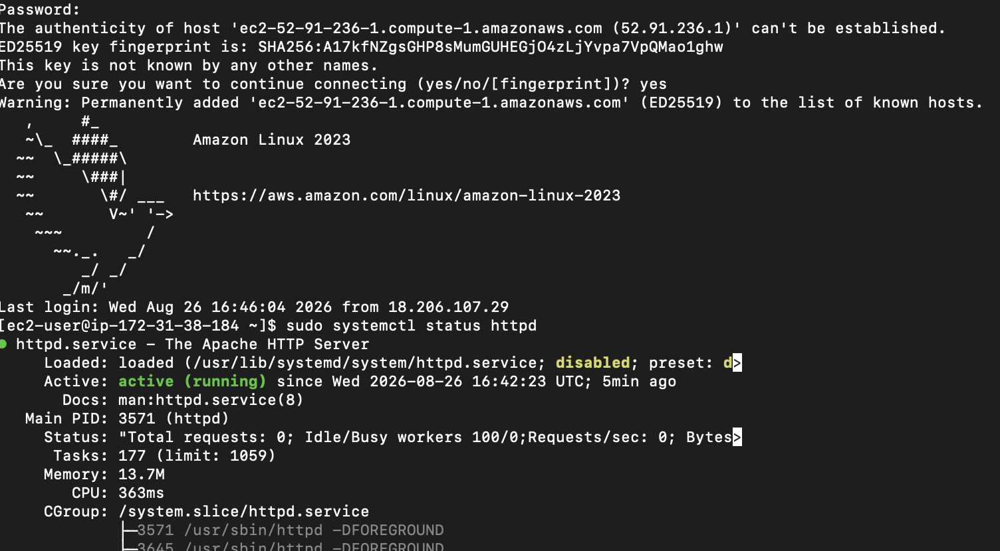 Password:
The authenticity of host 'ec2-52-91-236-1.compute-1.amazonaws.com (52.91.236.1)' can't be established.
ED25519 key fingerprint is: SHA256:A17kfNZgsGHP8sMumGUHEGjO4zLjYvpa7VpQMao1ghw
This key is not known by any other names.
Are you sure you want to continue connecting (yes/no/[fingerprint])? yes
Warning: Permanently added 'ec2-52-91-236-1.compute-1.amazonaws.com' (ED25519) to the list of known hosts.
   ,     #_
   ~\_  ####_        Amazon Linux 2023
  ~~  \_#####\
  ~~     \###|
  ~~       \#/ ___   https://aws.amazon.com/linux/amazon-linux-2023
   ~~       V~' '->
    ~~~         /
      ~~._.   _/
         _/ _/
       _/m/'
Last login: Wed Aug 26 16:46:04 2026 from 18.206.107.29
[ec2-user@ip-172-31-38-184 ~]$ sudo systemctl status httpd
● httpd.service - The Apache HTTP Server
     Loaded: loaded (/usr/lib/systemd/system/httpd.service; disabled; preset: d>
     Active: active (running) since Wed 2026-08-26 16:42:23 UTC; 5min ago
       Docs: man:httpd.service(8)
   Main PID: 3571 (httpd)
     Status: "Total requests: 0; Idle/Busy workers 100/0;Requests/sec: 0; Bytes>
      Tasks: 177 (limit: 1059)
     Memory: 13.7M
        CPU: 363ms
     CGroup: /system.slice/httpd.service
             ├─3571 /usr/sbin/httpd -DFOREGROUND
             ├─3645 /usr/sbin/httpd -DFOREGROUND